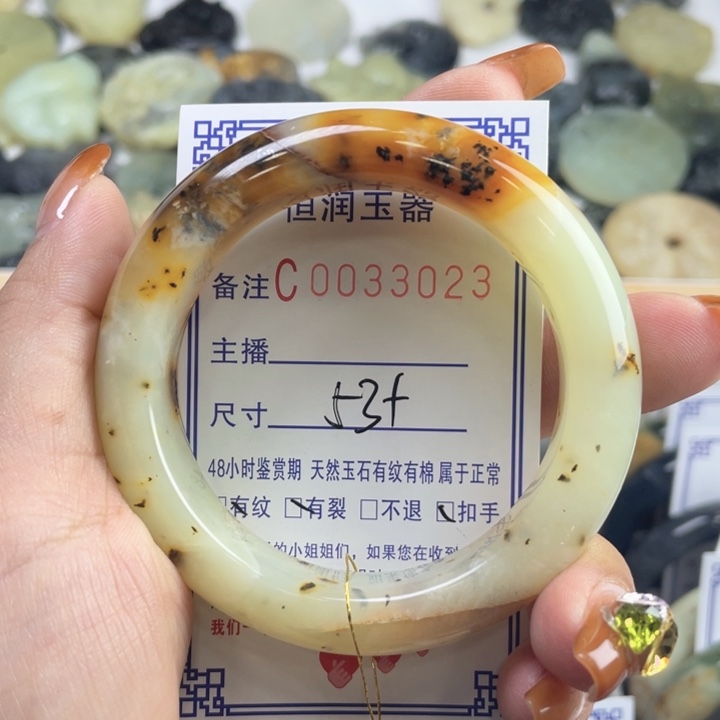 恒润玉器
备注C0033023
主播
尺寸 53+
48小时鉴赏期 天然玉石有纹有棉 属于正常
有纹 有裂 不退 扣手
的小姐姐们，如果您在收到
我们一